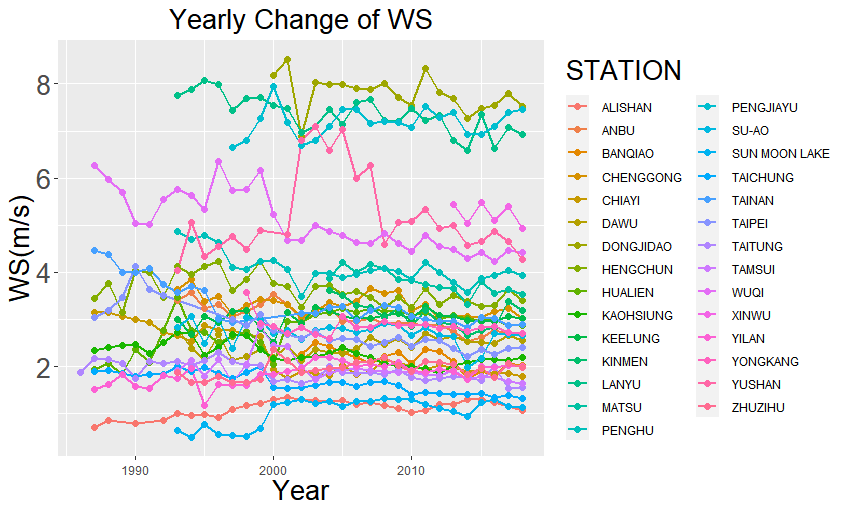 Yearly Change of WS
WS(m/s)
8
6
4
2
1990
2000
2010
Year
STATION
ALISHAN
ANBU
BANQIAO
CHENGGONG
CHIAYI
DAWU
DONGJIDAO
HENGCHUN
HUALIEN
KAOHSIUNG
KEELUNG
KINMEN
LANYU
MATSU
PENGHU
PENGJIAYU
SU-AO
SUN MOON LAKE
TAICHUNG
TAINAN
TAIPEI
TAITUNG
TAMSUI
WUQI
XINWU
YILAN
YONGKANG
YUSHAN
ZHUZIHU